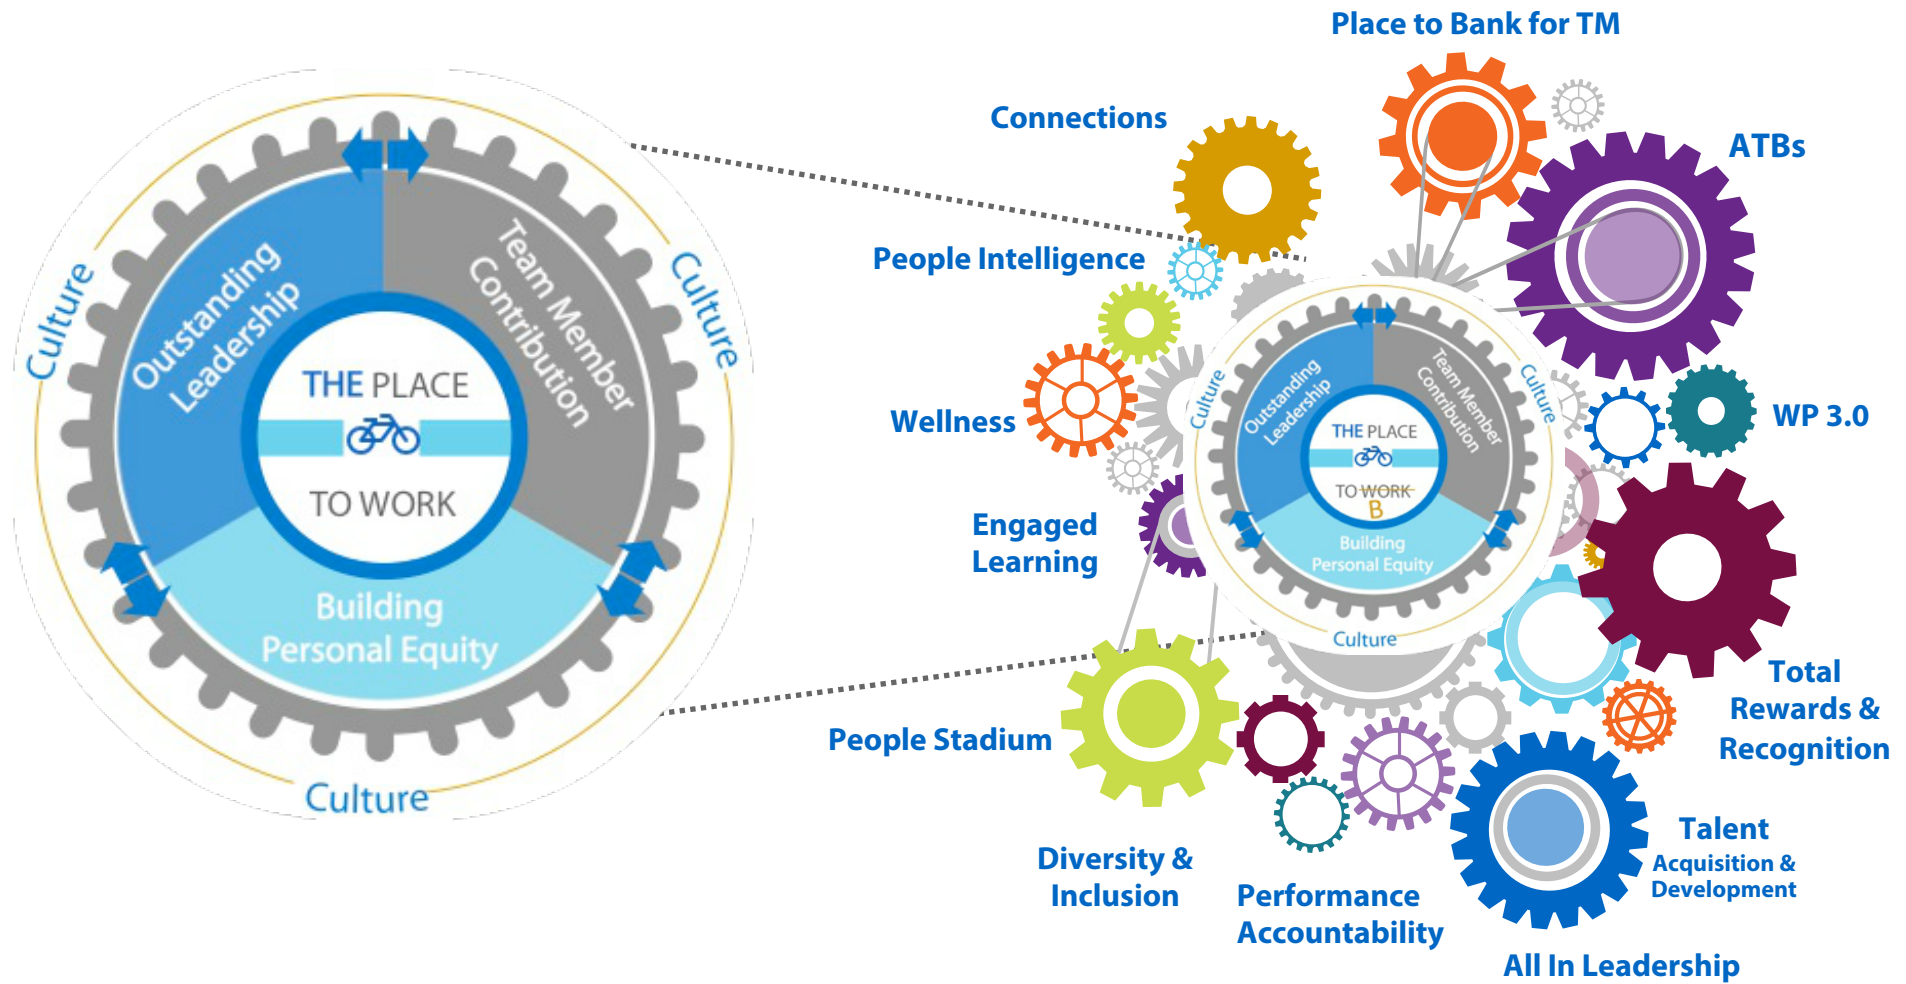 Culture
Culture
Outstanding
Leadership
Team Member
Contribution
THE PLACE
TO WORK
Building
Personal Equity
Culture
Place to Bank for TM
Connections
ATBs
People Intelligence
Wellness
WP 3.0
Engaged
Learning
People Stadium
Total
Rewards &
Recognition
Diversity &
Inclusion
Performance
Accountability
Talent
Acquisition &
Development
All In Leadership
Culture
Culture
Outstanding
Leadership
Team Member
Contribution
THE PLACE
TO WORK
B
Building
Personal Equity
Culture